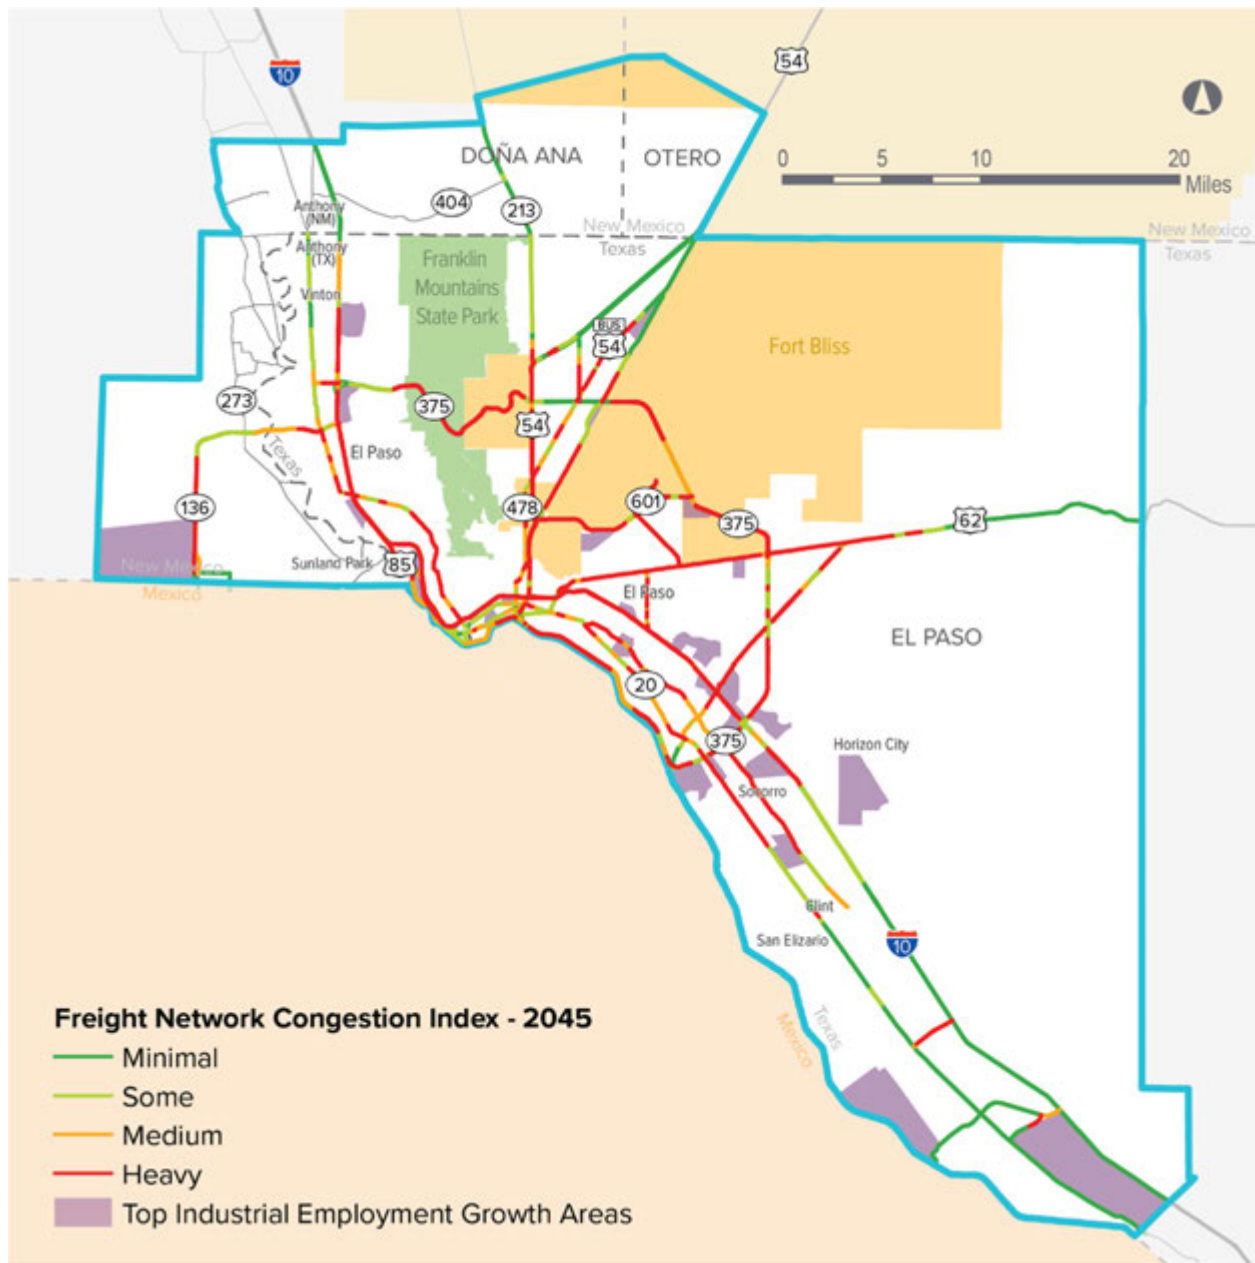 54
10
0 5 10 20
Miles
DOÑA ANA
OTERO
404
213
Anthony
(NM)
New Mexico
Texas
New Mexico
Texas
Anthony
(TX)
Vinton
Franklin
Mountains
State Park
BUS
54
Fort Bliss
273
375
54
Texas
El Paso
136
478
601
375
62
Sunland Park
85
New Mexico
Mexico
El Paso
EL PASO
20
375
Horizon City
Socorro
Clint
San Elizario
10
Texas
Mexico
Freight Network Congestion Index - 2045
Minimal
Some
Medium
Heavy
Top Industrial Employment Growth Areas